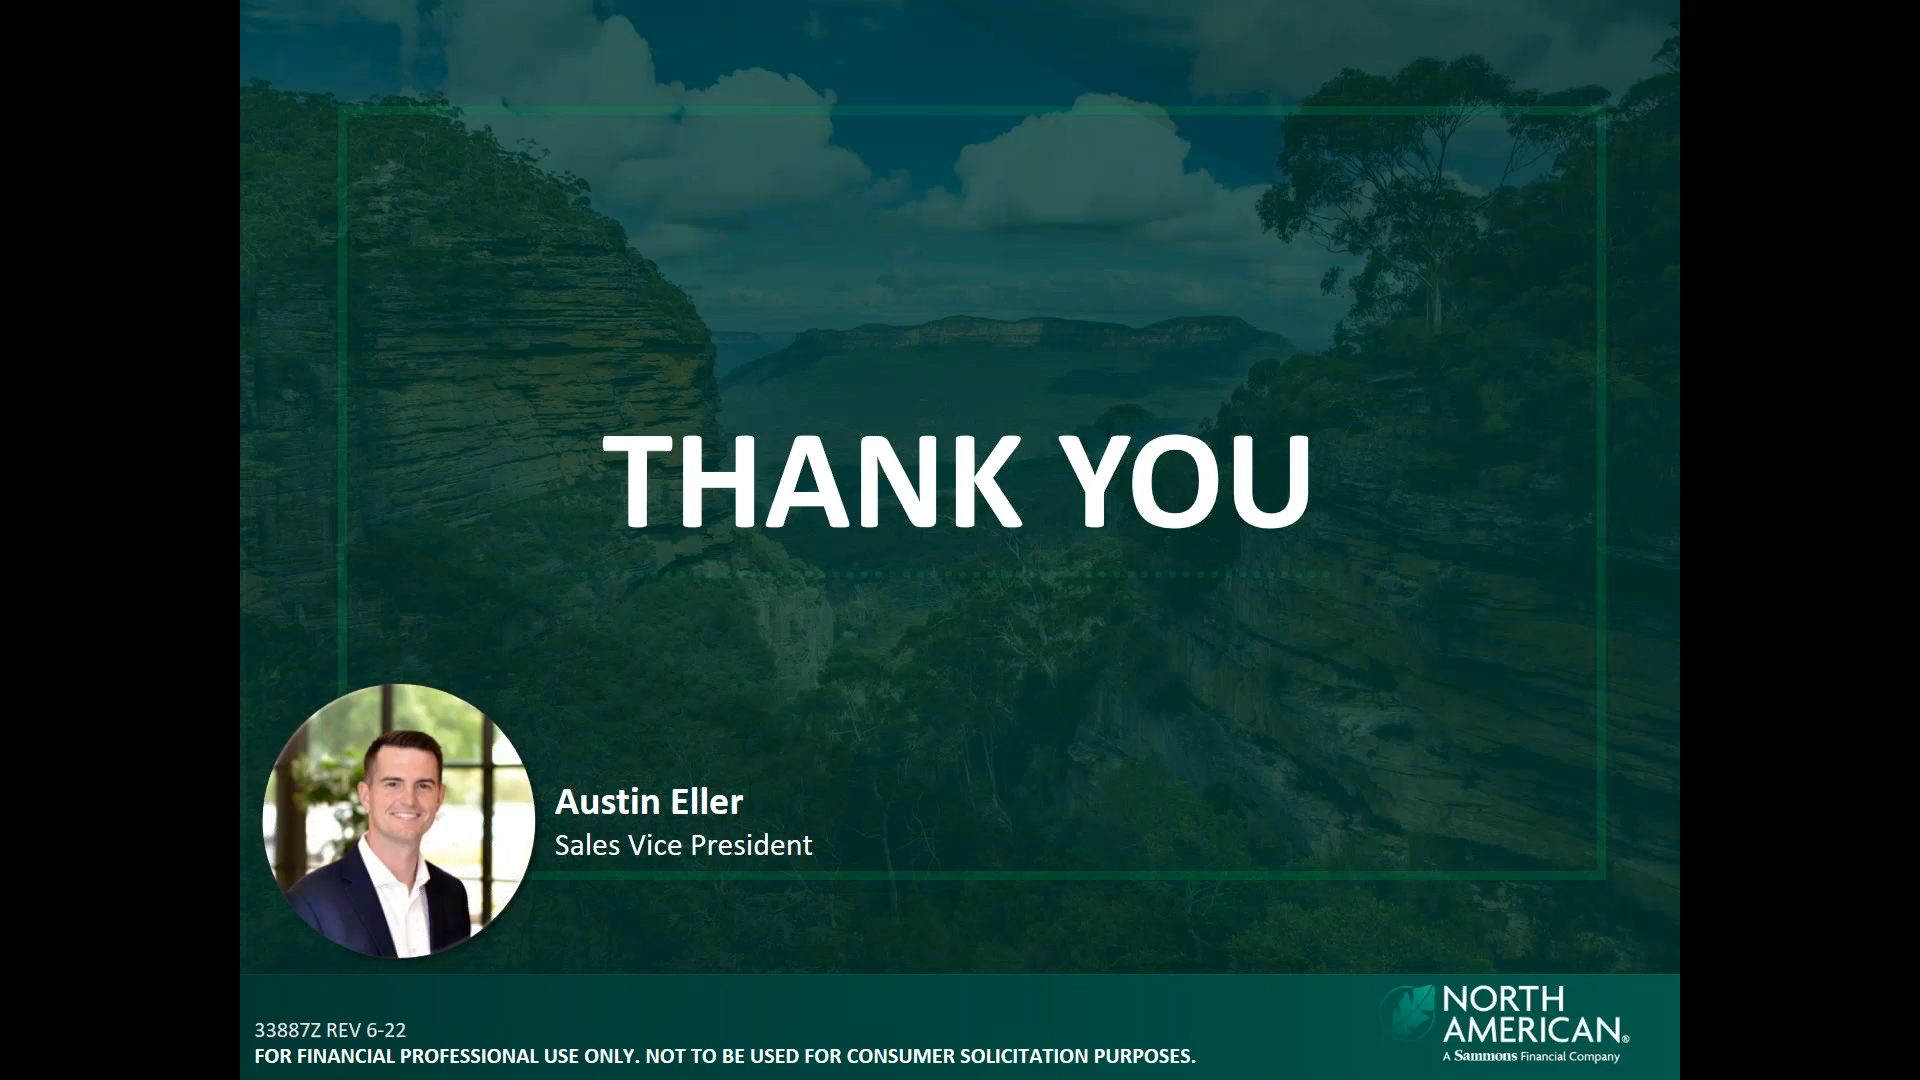 THANK YOU
Austin Eller
Sales Vice President
33887Z REV 6-22
FOR FINANCIAL PROFESSIONAL USE ONLY. NOT TO BE USED FOR CONSUMER SOLICITATION PURPOSES.
NORTH
AMERICAN®
A Sammons Financial Company